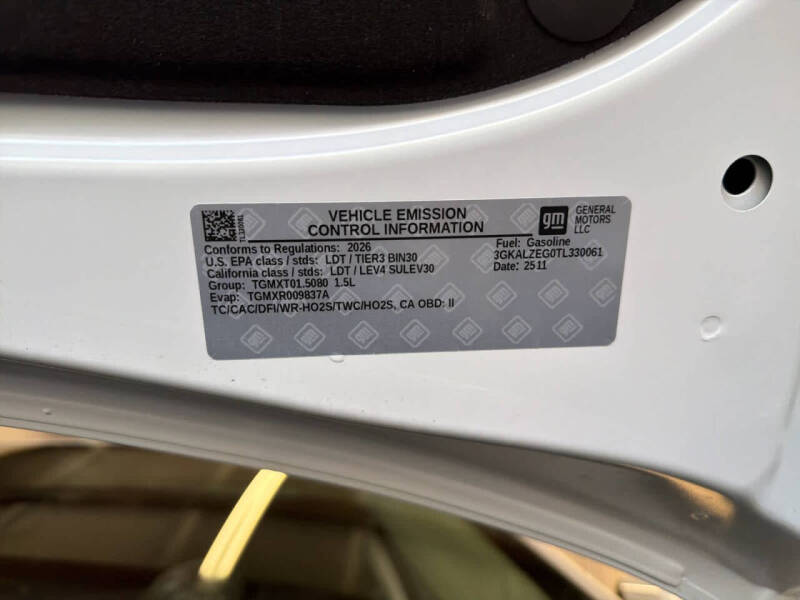 TL330061
VEHICLE EMISSION
CONTROL INFORMATION
gm
GENERAL
MOTORS
LLC
Conforms to Regulations: 2026
Fuel: Gasoline
U.S. EPA class / stds: LDT / TIER3 BIN30
3GKALZEG0TL330061
California class / stds: LDT / LEV4 SULEV30
Date: 2511
Group: TGMXT01.5080 1.5L
Evap: TGMXR009837A
TC/CAC/DFI/WR-HO2S/TWC/HO2S, CA OBD: II